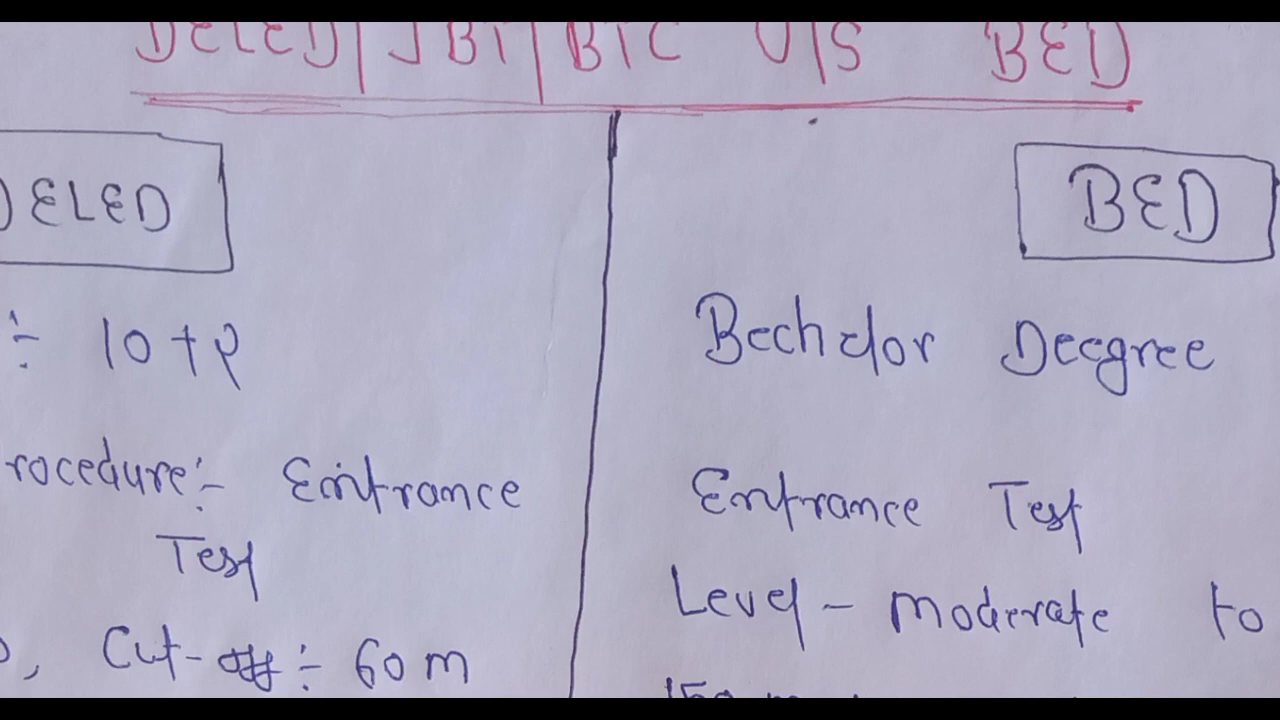 DELED/JBT/BTC V/S BED
DELED
BED
÷ 10+2
Bechelor Deegree
rocedure:- Entrance
Test
Entrance Test
Level - moderate to
, Cut-off ÷ 60 m